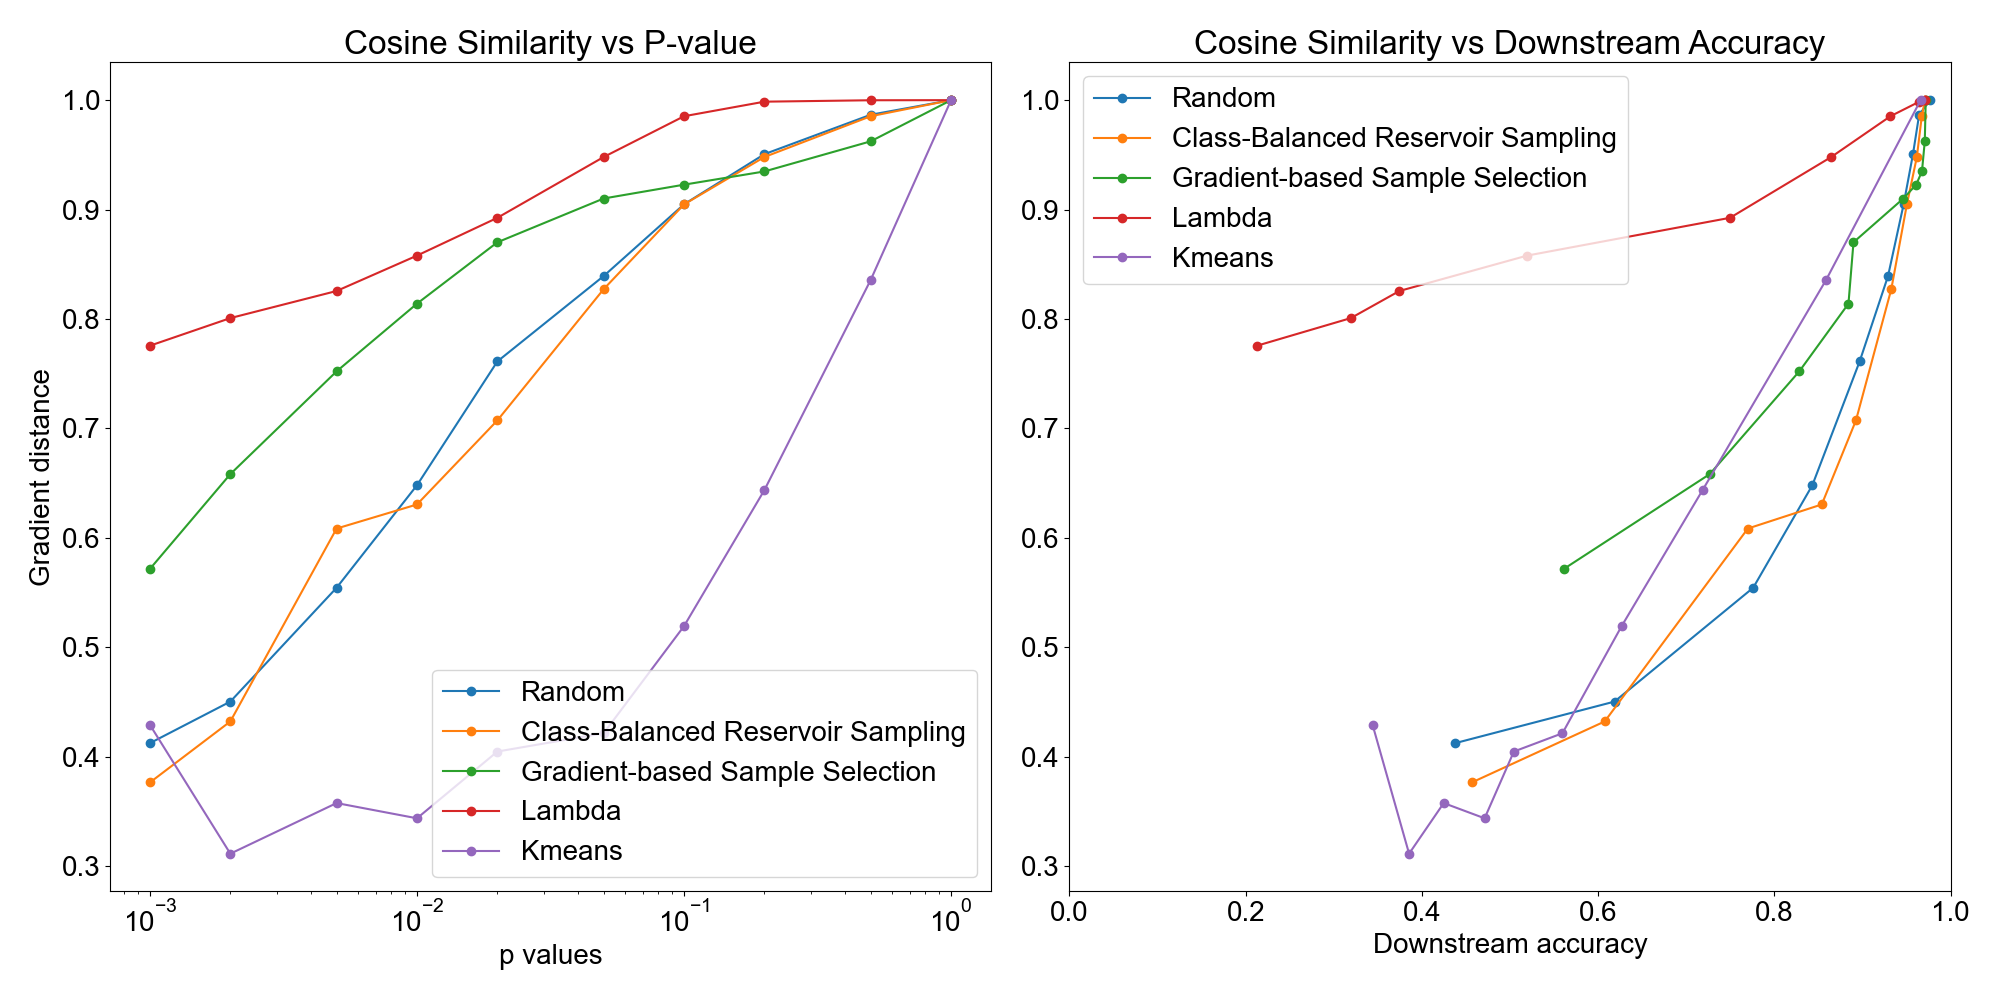 Cosine Similarity vs P-value
Gradient distance
1.0
0.9
0.8
0.7
0.6
0.5
0.4
0.3
Random
Class-Balanced Reservoir Sampling
Gradient-based Sample Selection
Lambda
Kmeans
10⁻³ 10⁻² 10⁻¹ 10⁰
p values
Cosine Similarity vs Downstream Accuracy
1.0
0.9
0.8
0.7
0.6
0.5
0.4
0.3
Random
Class-Balanced Reservoir Sampling
Gradient-based Sample Selection
Lambda
Kmeans
0.0 0.2 0.4 0.6 0.8 1.0
Downstream accuracy